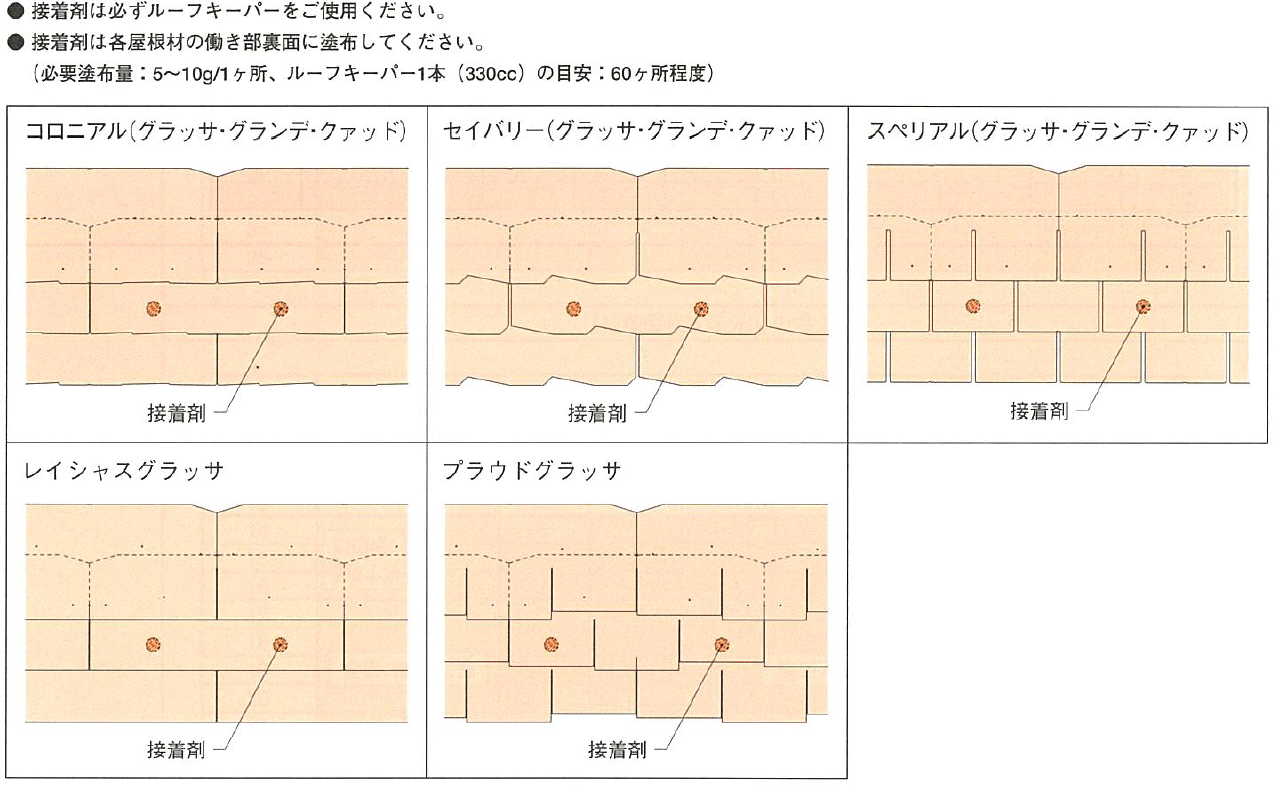 ● 接着剤は必ずルーフキーパーをご使用ください。
● 接着剤は各屋根材の働き部裏面に塗布してください。
（必要塗布量：5〜10g/1ヶ所、ルーフキーパー1本（330cc）の目安：60ヶ所程度）
コロニアル（グラッサ・グランデ・クァッド）
セイバリー（グラッサ・グランデ・クァッド）
スペリアル（グラッサ・グランデ・クァッド）
接着剤
接着剤
接着剤
レイシャスグラッサ
プラウドグラッサ
接着剤
接着剤